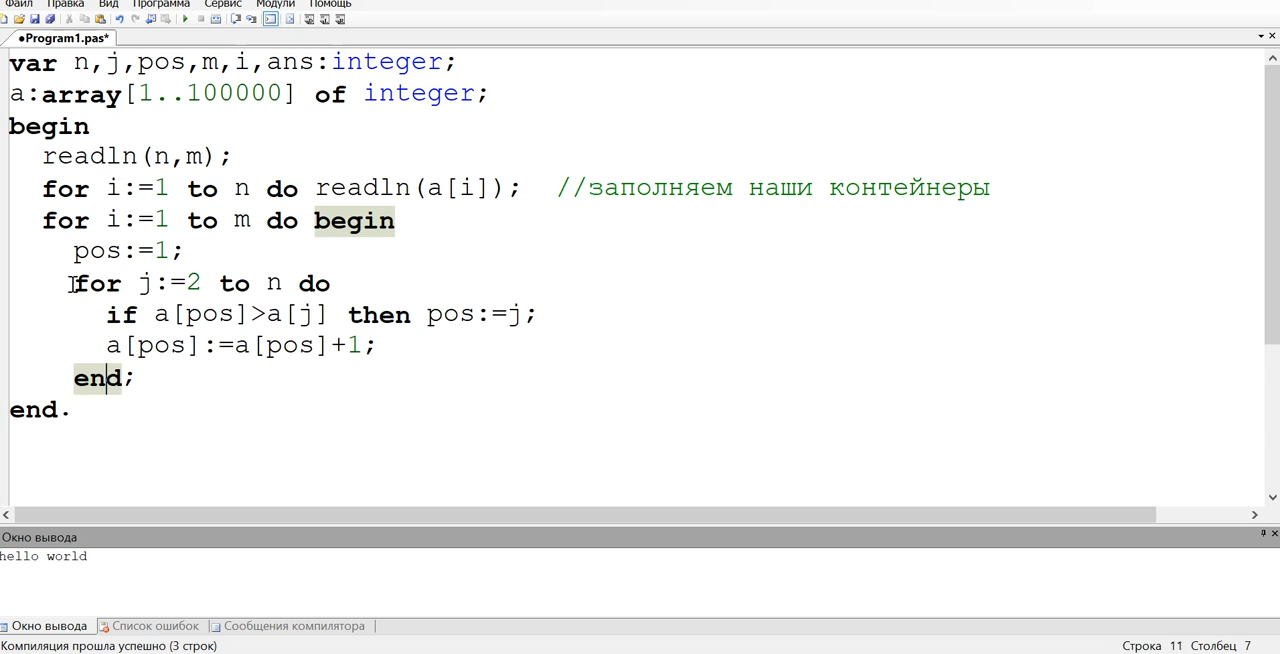 Файл Правка Вид Программа Сервис Модули Помощь
●Program1.pas*
var n,j,pos,m,i,ans:integer;
a:array[1..100000] of integer;
begin
readln(n,m);
for i:=1 to n do readln(a[i]); //заполняем наши контейнеры
for i:=1 to m do begin
pos:=1;
for j:=2 to n do
if a[pos]>a[j] then pos:=j;
a[pos]:=a[pos]+1;
end;
end.
Окно вывода
hello world
Окно вывода Список ошибок Сообщения компилятора
Компиляция прошла успешно (3 строк) Строка 11 Столбец 7